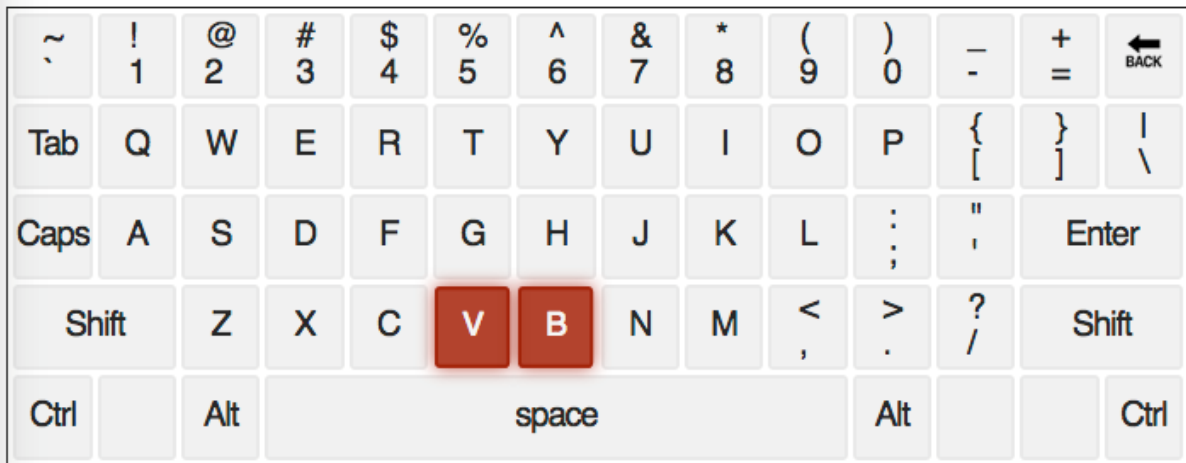 ~ ! @ # $ % ^ & * ( ) _ +
` 1 2 3 4 5 6 7 8 9 0 - = BACK
Tab Q W E R T Y U I O P { } |
[ ] \
Caps A S D F G H J K L : " Enter
; '
Shift Z X C V B N M < > ? Shift
, . /
Ctrl Alt space Alt Ctrl